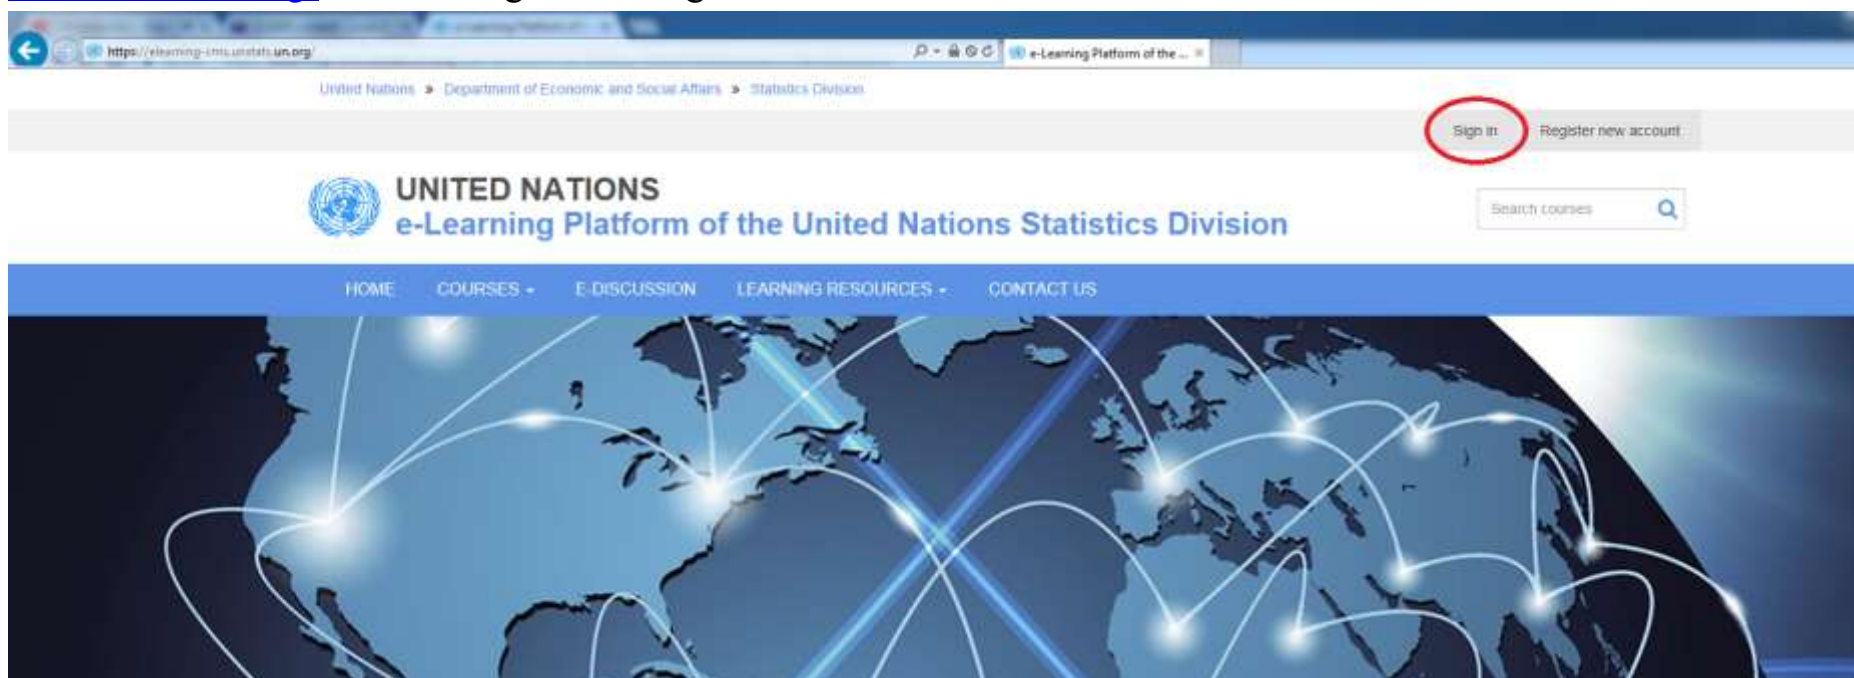 https://elearning-cms.unstats.un.org/
e-Learning Platform of the ...
United Nations » Department of Economic and Social Affairs » Statistics Division
Sign in
Register new account
UNITED NATIONS
e-Learning Platform of the United Nations Statistics Division
Search courses
HOME COURSES E-DISCUSSION LEARNING RESOURCES CONTACT US